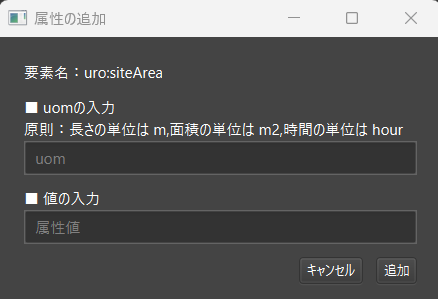 属性の追加
要素名：uro:siteArea
■ uomの入力
原則：長さの単位は m,面積の単位は m2,時間の単位は hour
uom
■ 値の入力
属性値
キャンセル 追加